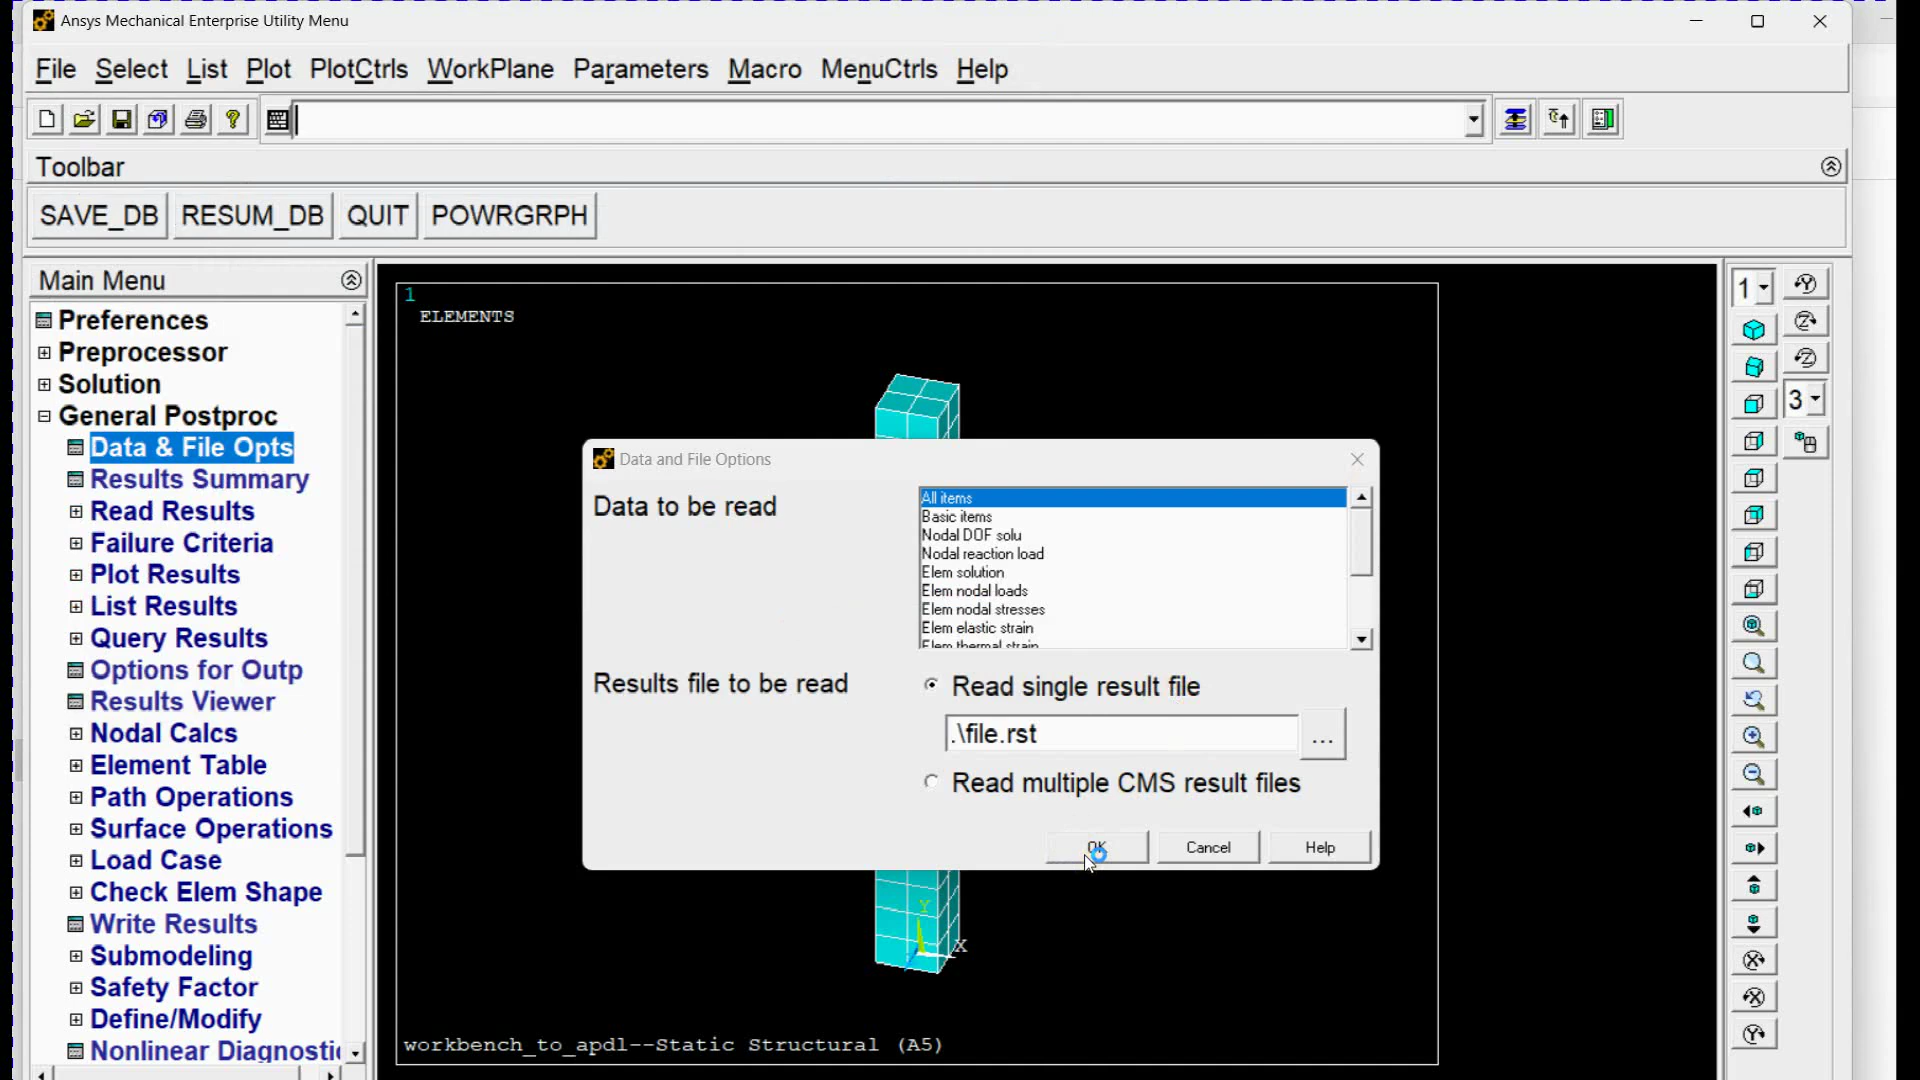 Ansys Mechanical Enterprise Utility Menu
File Select List Plot PlotCtrls WorkPlane Parameters Macro MenuCtrls Help
Toolbar
SAVE_DB RESUM_DB QUIT POWRGRPH
Main Menu
Preferences
Preprocessor
Solution
General Postproc
Data & File Opts
Results Summary
Read Results
Failure Criteria
Plot Results
List Results
Query Results
Options for Outp
Results Viewer
Nodal Calcs
Element Table
Path Operations
Surface Operations
Load Case
Check Elem Shape
Write Results
Submodeling
Safety Factor
Define/Modify
Nonlinear Diagnosti
1
ELEMENTS
Data and File Options
Data to be read
All items
Basic items
Nodal DOF solu
Nodal reaction load
Elem solution
Elem nodal loads
Elem nodal stresses
Elem elastic strain
Elem thermal strain
Results file to be read
Read single result file
.\file.rst
...
Read multiple CMS result files
OK Cancel Help
Y
X
workbench_to_apdl--Static Structural (A5)
1
3